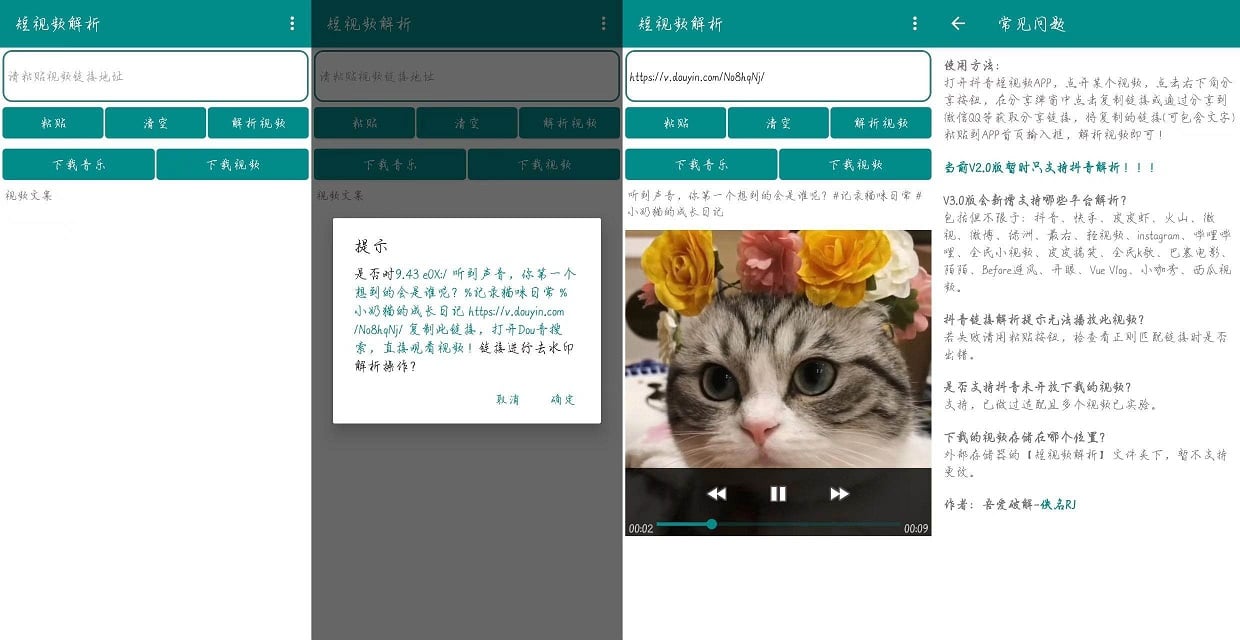 短视频解析
请粘贴视频链接地址
粘贴
清空
解析视频
下载音乐
下载视频
视频文案
短视频解析
请粘贴视频链接地址
粘贴
清空
解析视频
下载音乐
下载视频
视频文案
提示
是否对9.43 eOX:/ 听到声音，你第一个
想到的会是谁呢？%记录猫咪日常 %
小奶猫的成长日记 https://v.douyin.com
/No8hqNj/ 复制此链接，打开Dou音搜
索，直接观看视频！链接进行去水印
解析操作？
取消
确定
短视频解析
https://v.douyin.com/No8hqNj/
粘贴
清空
解析视频
下载音乐
下载视频
听到声音，你第一个想到的会是谁呢？#记录猫咪日常 #
小奶猫的成长日记
00:02
00:09
常见问题
使用方法：
打开抖音短视频APP，点开某个视频，点击右下角分
享按钮，在分享弹窗中点击复制链接或通过分享到
微信QQ等获取分享链接，将复制的链接(可包含文字)
粘贴到APP首页输入框，解析视频即可！
当前V2.0版暂时只支持抖音解析！！！
V3.0版会新增支持哪些平台解析？
包括但不限于：抖音、快手、皮皮虾、火山、微
视、微博、绿洲、最右、轻视频、instagram、哔哩哔
哩、全民小视频、皮皮搞笑、全民k歌、巴塞电影、
陌陌、Before避风、开眼、Vue Vlog、小咖秀、西瓜视
频。
抖音链接解析提示无法播放此视频？
若失败请用粘贴按钮，检查看正则匹配链接时是否
出错。
是否支持抖音未开放下载的视频？
支持，已做过适配且多个视频已实验。
下载的视频存储在哪个位置？
外部存储器的【短视频解析】文件夹下，暂不支持
更改。
作者：吾爱破解-佚名RJ